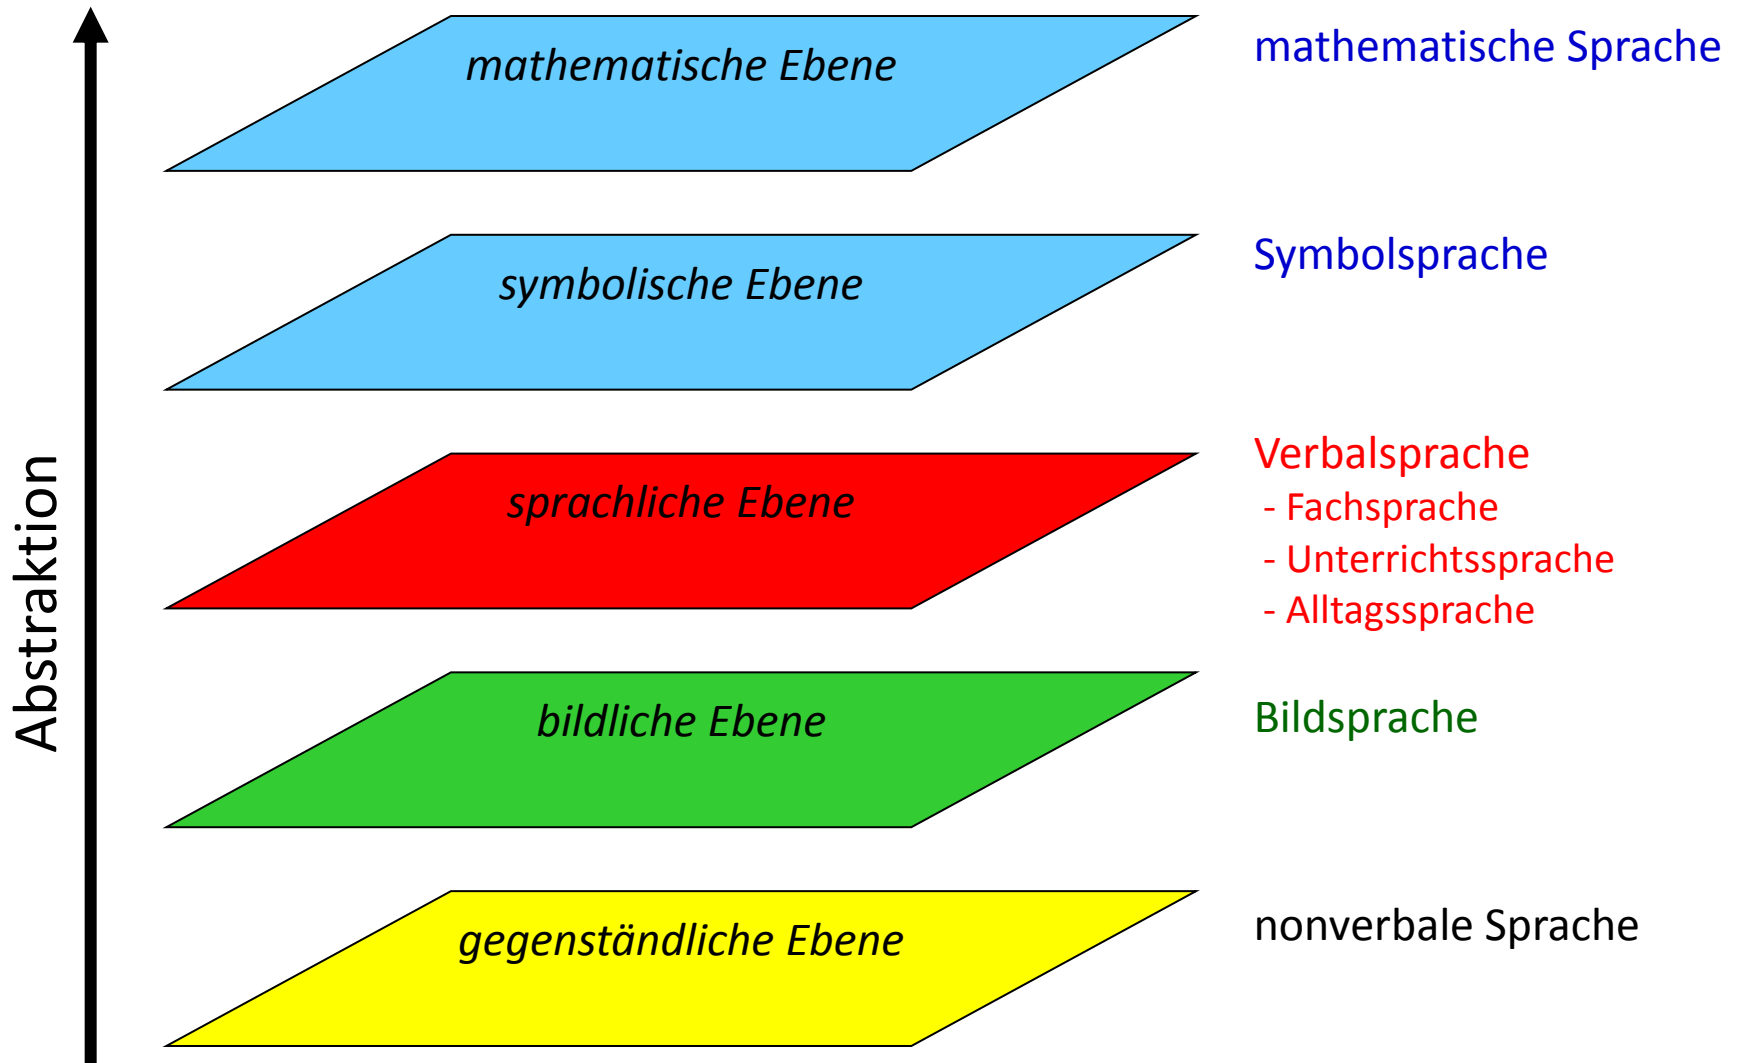 mathematische Ebene
mathematische Sprache
symbolische Ebene
Symbolsprache
sprachliche Ebene
Verbalsprache
- Fachsprache
- Unterrichtssprache
- Alltagssprache
bildliche Ebene
Bildsprache
gegenständliche Ebene
nonverbale Sprache
Abstraktion